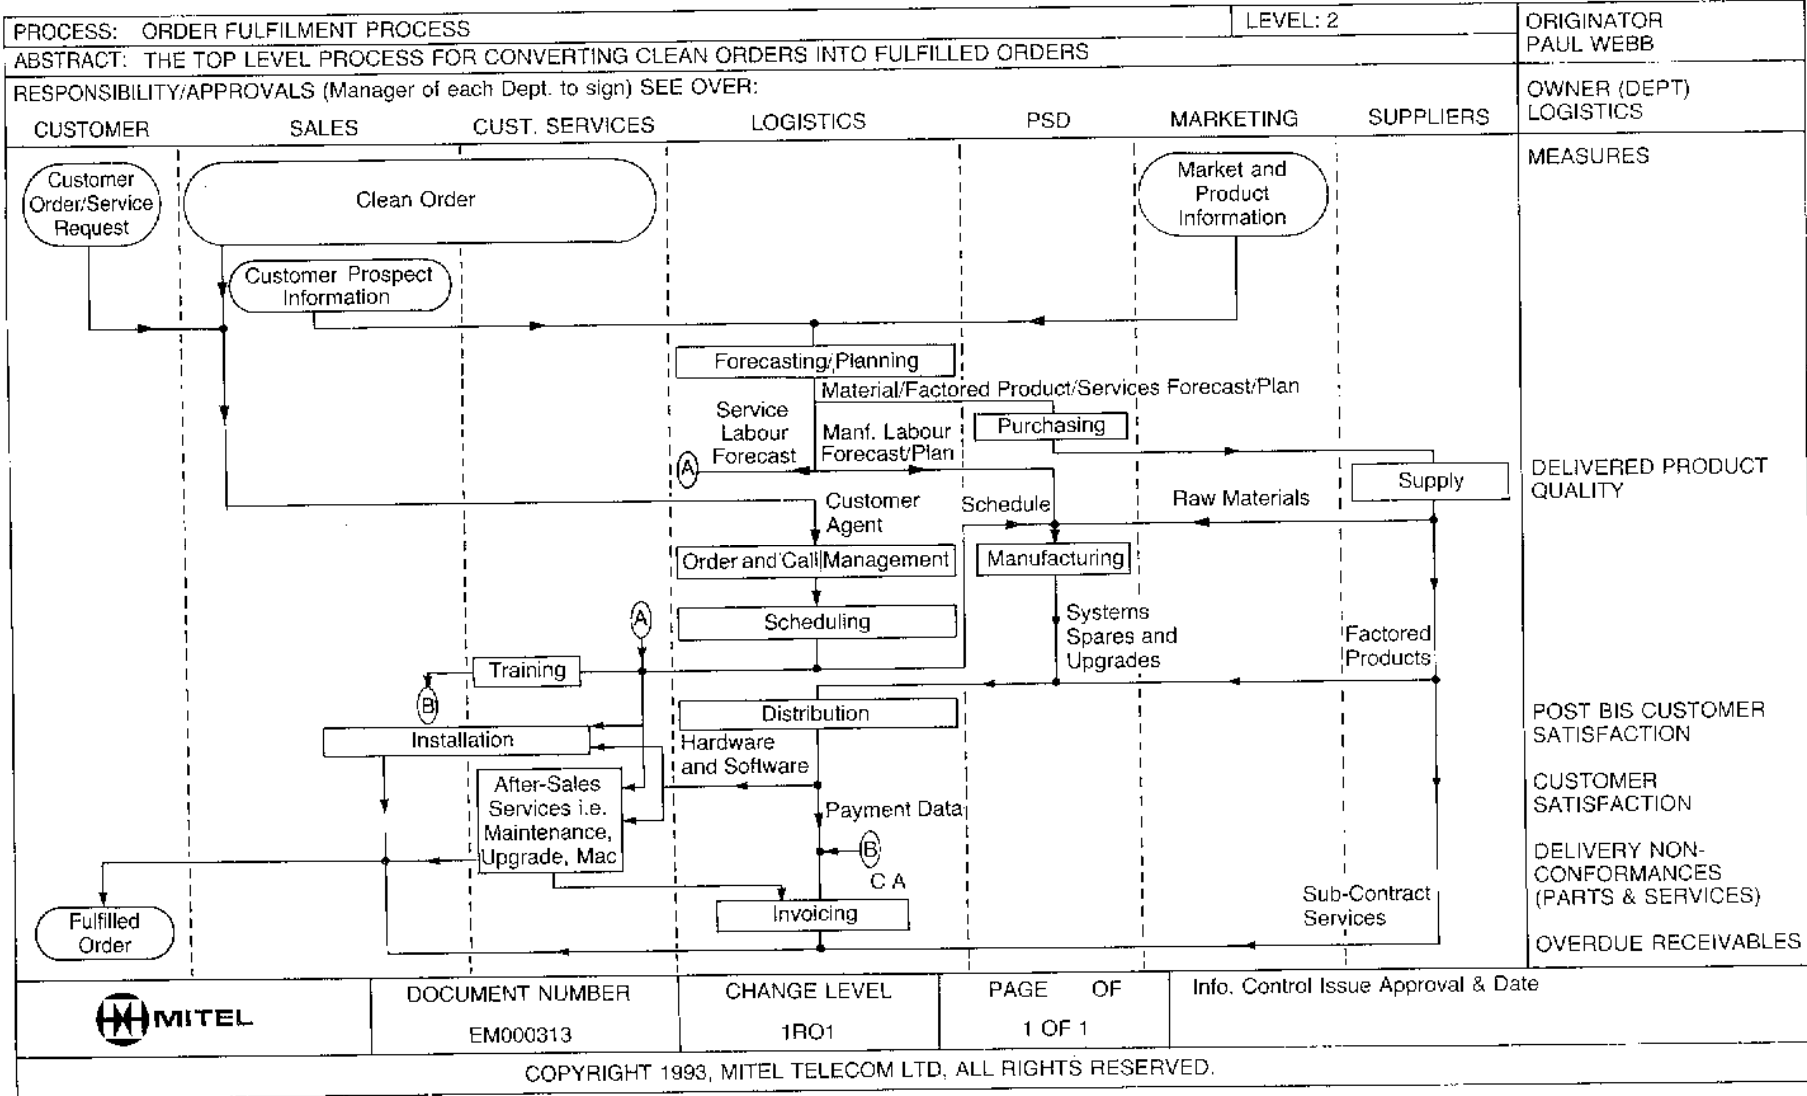 PROCESS: ORDER FULFILMENT PROCESS
LEVEL: 2
ORIGINATOR
PAUL WEBB
ABSTRACT: THE TOP LEVEL PROCESS FOR CONVERTING CLEAN ORDERS INTO FULFILLED ORDERS
RESPONSIBILITY/APPROVALS (Manager of each Dept. to sign) SEE OVER:
OWNER (DEPT)
LOGISTICS
CUSTOMER
SALES
CUST. SERVICES
LOGISTICS
PSD
MARKETING
SUPPLIERS
MEASURES
Customer
Order/Service
Request
Clean Order
Market and
Product
Information
Customer Prospect
Information
Forecasting/Planning
Material/Factored Product/Services Forecast/Plan
Service
Labour
Forecast
Manf. Labour
Forecast/Plan
Purchasing
A
Supply
DELIVERED PRODUCT
QUALITY
Customer
Agent
Schedule
Raw Materials
Order and Call Management
Manufacturing
Scheduling
A
Systems
Spares and
Upgrades
Factored
Products
Training
B
Distribution
POST BIS CUSTOMER
SATISFACTION
Installation
Hardware
and Software
After-Sales
Services i.e.
Maintenance,
Upgrade, Mac
CUSTOMER
SATISFACTION
Payment Data
B
C A
DELIVERY NON-
CONFORMANCES
(PARTS & SERVICES)
Sub-Contract
Services
Invoicing
Fulfilled
Order
OVERDUE RECEIVABLES
MITEL
DOCUMENT NUMBER
EM000313
CHANGE LEVEL
1RO1
PAGE OF
1 OF 1
Info. Control Issue Approval & Date
COPYRIGHT 1993, MITEL TELECOM LTD, ALL RIGHTS RESERVED.